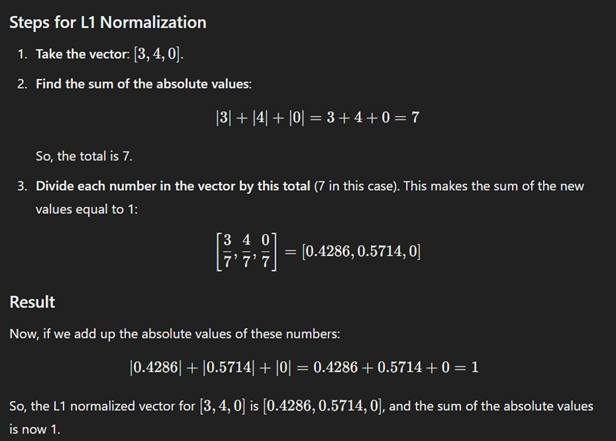 Steps for L1 Normalization
1. Take the vector: [3, 4, 0].
2. Find the sum of the absolute values:
|3| + |4| + |0| = 3 + 4 + 0 = 7
So, the total is 7.
3. Divide each number in the vector by this total (7 in this case). This makes the sum of the new
values equal to 1:
[3/7, 4/7, 0/7] = [0.4286, 0.5714, 0]
Result
Now, if we add up the absolute values of these numbers:
|0.4286| + |0.5714| + |0| = 0.4286 + 0.5714 + 0 = 1
So, the L1 normalized vector for [3, 4, 0] is [0.4286, 0.5714, 0], and the sum of the absolute values
is now 1.